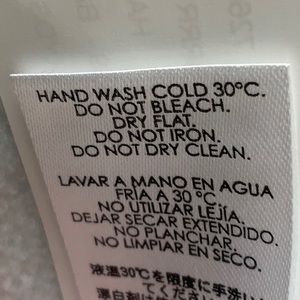 HAND WASH COLD 30°C.
DO NOT BLEACH.
DRY FLAT.
DO NOT IRON.
DO NOT DRY CLEAN.
LAVAR A MANO EN AGUA
FRÍA A 30 °C
NO UTILIZAR LEJÍA.
DEJAR SECAR EXTENDIDO.
NO PLANCHAR.
NO LIMPIAR EN SECO.
液温30℃を限度に手洗い
てください。